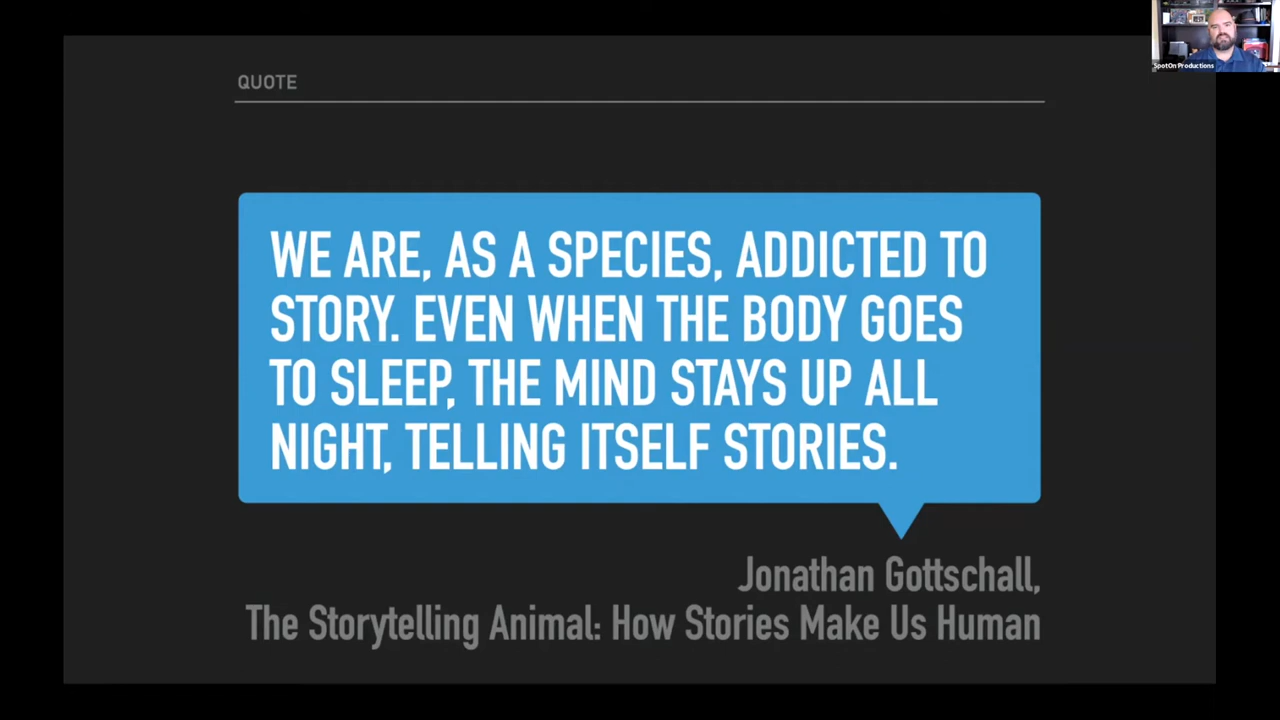 QUOTE
SpotOn Productions
WE ARE, AS A SPECIES, ADDICTED TO
STORY. EVEN WHEN THE BODY GOES
TO SLEEP, THE MIND STAYS UP ALL
NIGHT, TELLING ITSELF STORIES.
Jonathan Gottschall,
The Storytelling Animal: How Stories Make Us Human